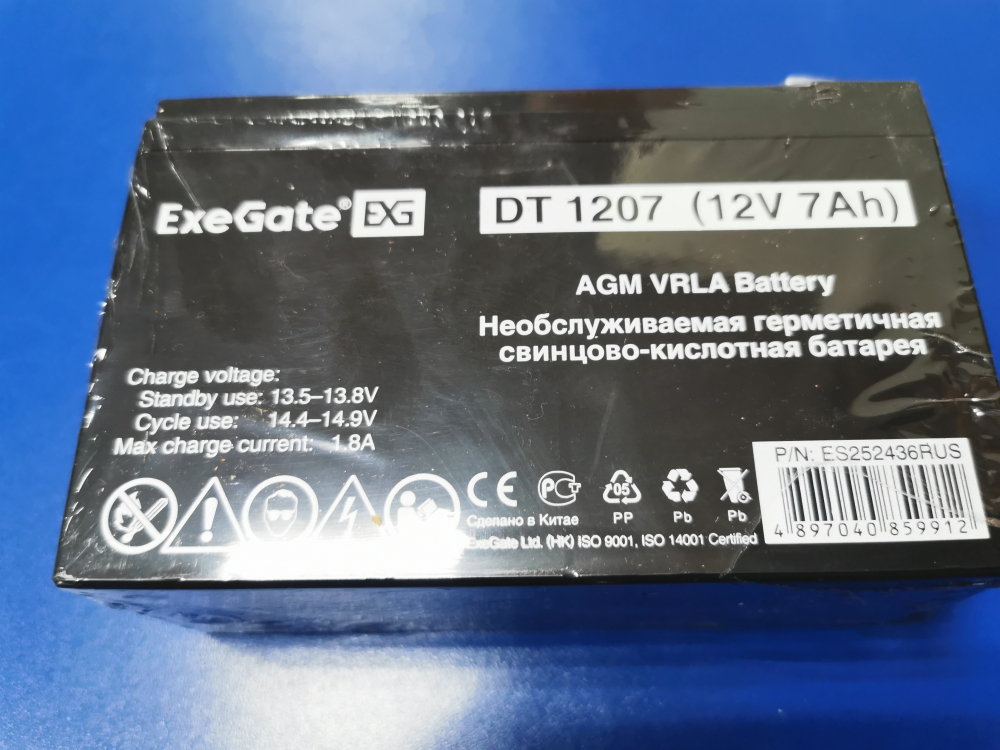 ExeGate® EXG
DT 1207 (12V 7Ah)
AGM VRLA Battery
Необслуживаемая герметичная
свинцово-кислотная батарея
Charge voltage:
Standby use: 13.5–13.8V
Cycle use: 14.4–14.9V
Max charge current: 1.8A
CE
РСТ
05
PP
Pb
Pb
Сделано в Китае
ExeGate Ltd. (HK) ISO 9001, ISO 14001 Certified
P/N: ES252436RUS
4 897040 859912